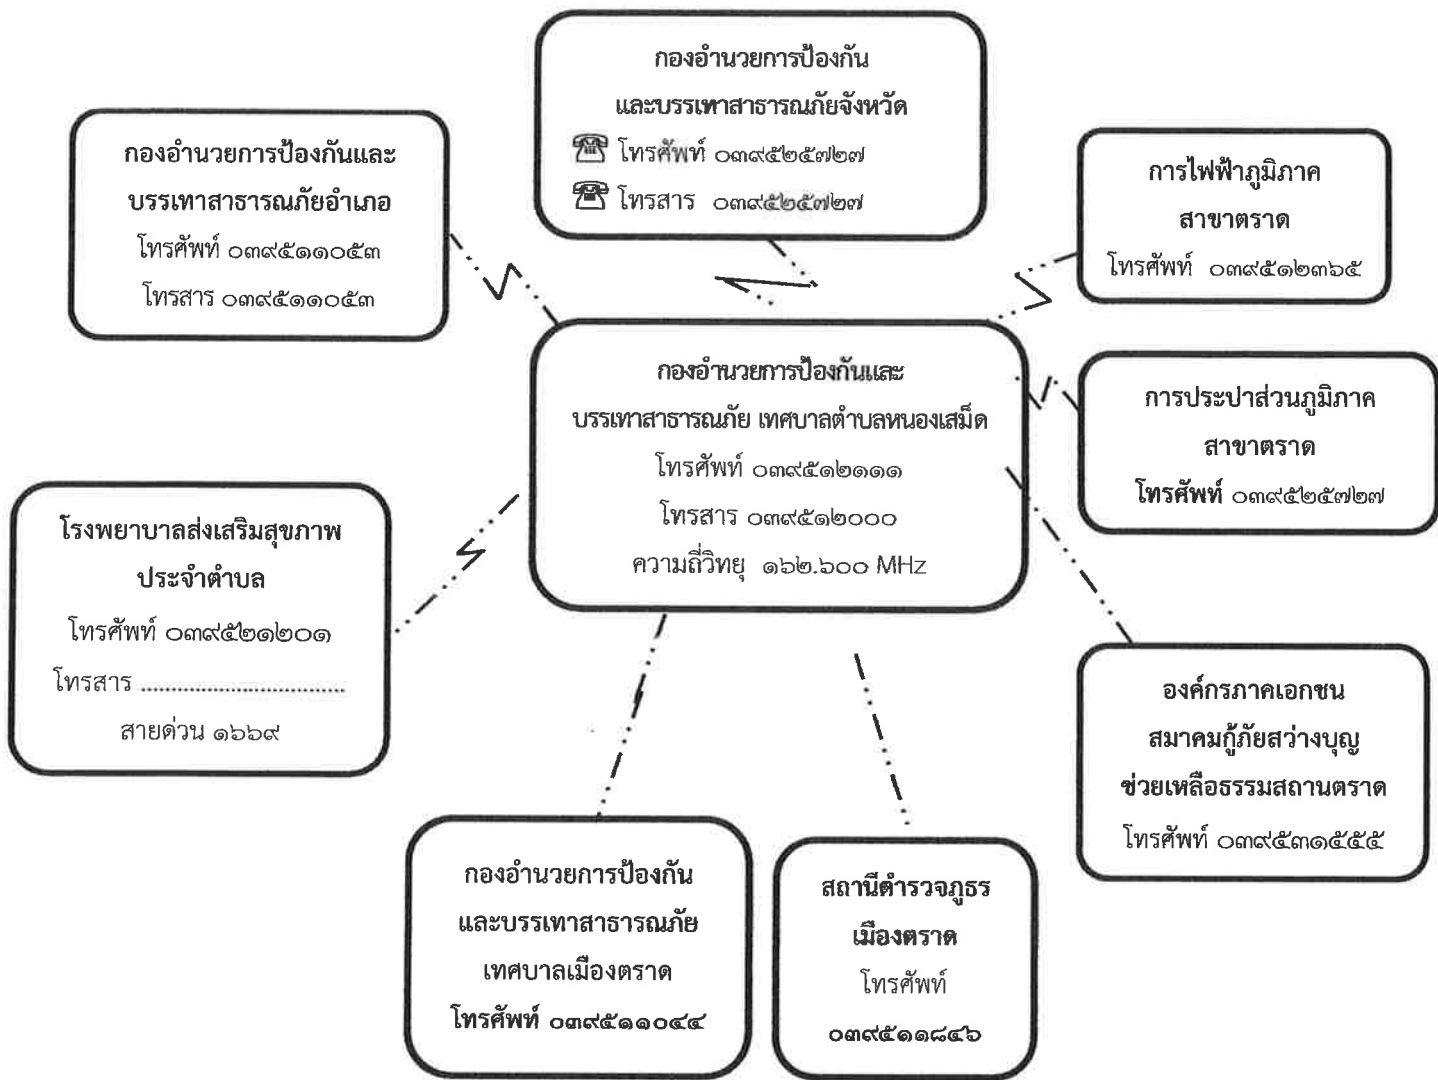 กองอำนวยการป้องกัน
และบรรเทาสาธารณภัยจังหวัด
โทรศัพท์ ๐๓๙๕๒๕๗๒๗
โทรสาร ๐๓๙๕๒๕๗๒๗
กองอำนวยการป้องกันและ
บรรเทาสาธารณภัยอำเภอ
โทรศัพท์ ๐๓๙๕๑๑๐๕๓
โทรสาร ๐๓๙๕๑๑๐๕๓
การไฟฟ้าภูมิภาค
สาขาตราด
โทรศัพท์ ๐๓๙๕๑๒๓๖๕
กองอำนวยการป้องกันและ
บรรเทาสาธารณภัย เทศบาลตำบลหนองเสม็ด
โทรศัพท์ ๐๓๙๕๑๒๑๑๑
โทรสาร ๐๓๙๕๑๒๐๐๐
ความถี่วิทยุ ๑๖๒.๖๐๐ MHz
การประปาส่วนภูมิภาค
สาขาตราด
โทรศัพท์ ๐๓๙๕๒๕๗๒๗
โรงพยาบาลส่งเสริมสุขภาพ
ประจำตำบล
โทรศัพท์ ๐๓๙๕๒๑๒๐๑
โทรสาร ..................................
สายด่วน ๑๖๖๙
องค์กรภาคเอกชน
สมาคมกู้ภัยสว่างบุญ
ช่วยเหลือธรรมสถานตราด
โทรศัพท์ ๐๓๙๕๓๑๕๕๕
กองอำนวยการป้องกัน
และบรรเทาสาธารณภัย
เทศบาลเมืองตราด
โทรศัพท์ ๐๓๙๕๑๑๐๔๔
สถานีตำรวจภูธร
เมืองตราด
โทรศัพท์
๐๓๙๕๑๑๘๔๖